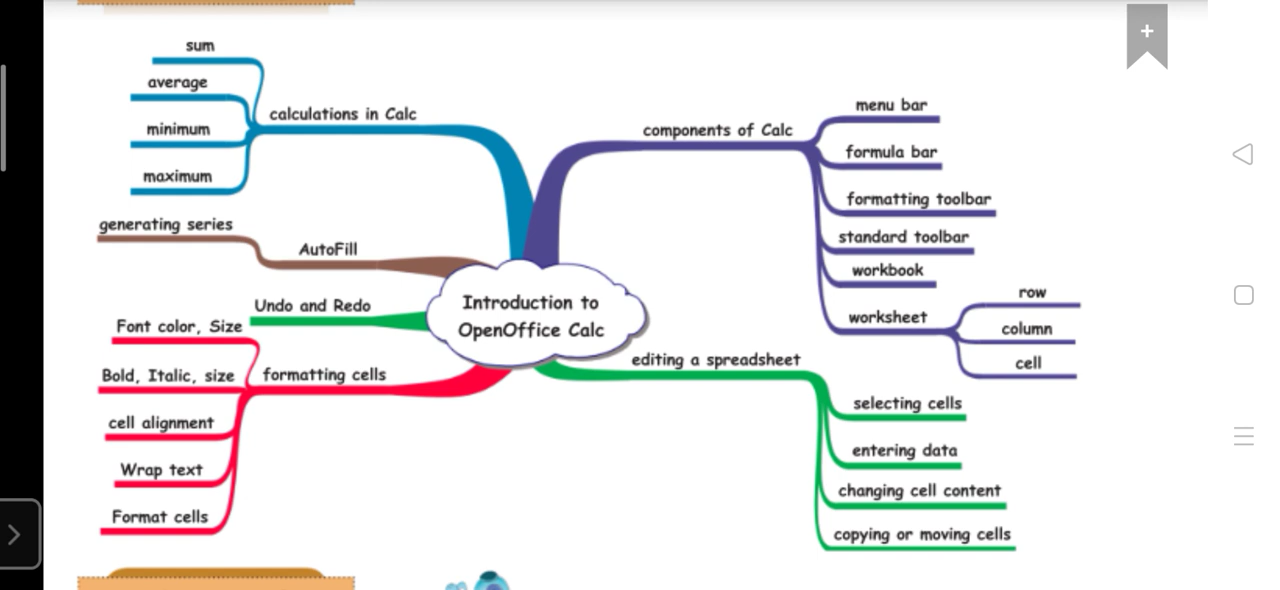 sum
average
minimum
maximum
calculations in Calc
generating series
AutoFill
Undo and Redo
Font color, Size
Bold, Italic, size
cell alignment
Wrap text
Format cells
formatting cells
Introduction to
OpenOffice Calc
components of Calc
menu bar
formula bar
formatting toolbar
standard toolbar
workbook
worksheet
row
column
cell
editing a spreadsheet
selecting cells
entering data
changing cell content
copying or moving cells